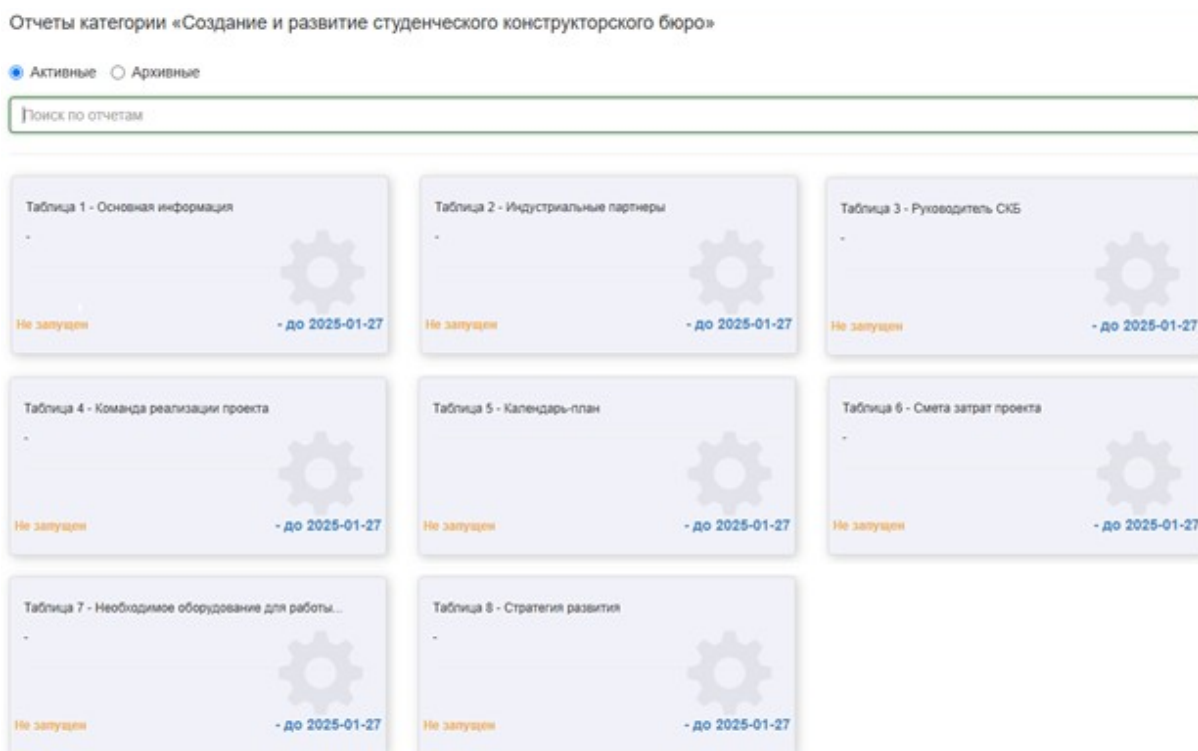 Отчеты категории «Создание и развитие студенческого конструкторского бюро»
Активные Архивные
Поиск по отчетам
Таблица 1 - Основная информация
-
Не запущен - до 2025-01-27
Таблица 2 - Индустриальные партнеры
-
Не запущен - до 2025-01-27
Таблица 3 - Руководитель СКБ
-
Не запущен - до 2025-01-27
Таблица 4 - Команда реализации проекта
-
Не запущен - до 2025-01-27
Таблица 5 - Календарь-план
Не запущен - до 2025-01-27
Таблица 6 - Смета затрат проекта
-
Не запущен - до 2025-01-27
Таблица 7 - Необходимое оборудование для работы...
-
Не запущен - до 2025-01-27
Таблица 8 - Стратегия развития
-
Не запущен - до 2025-01-27